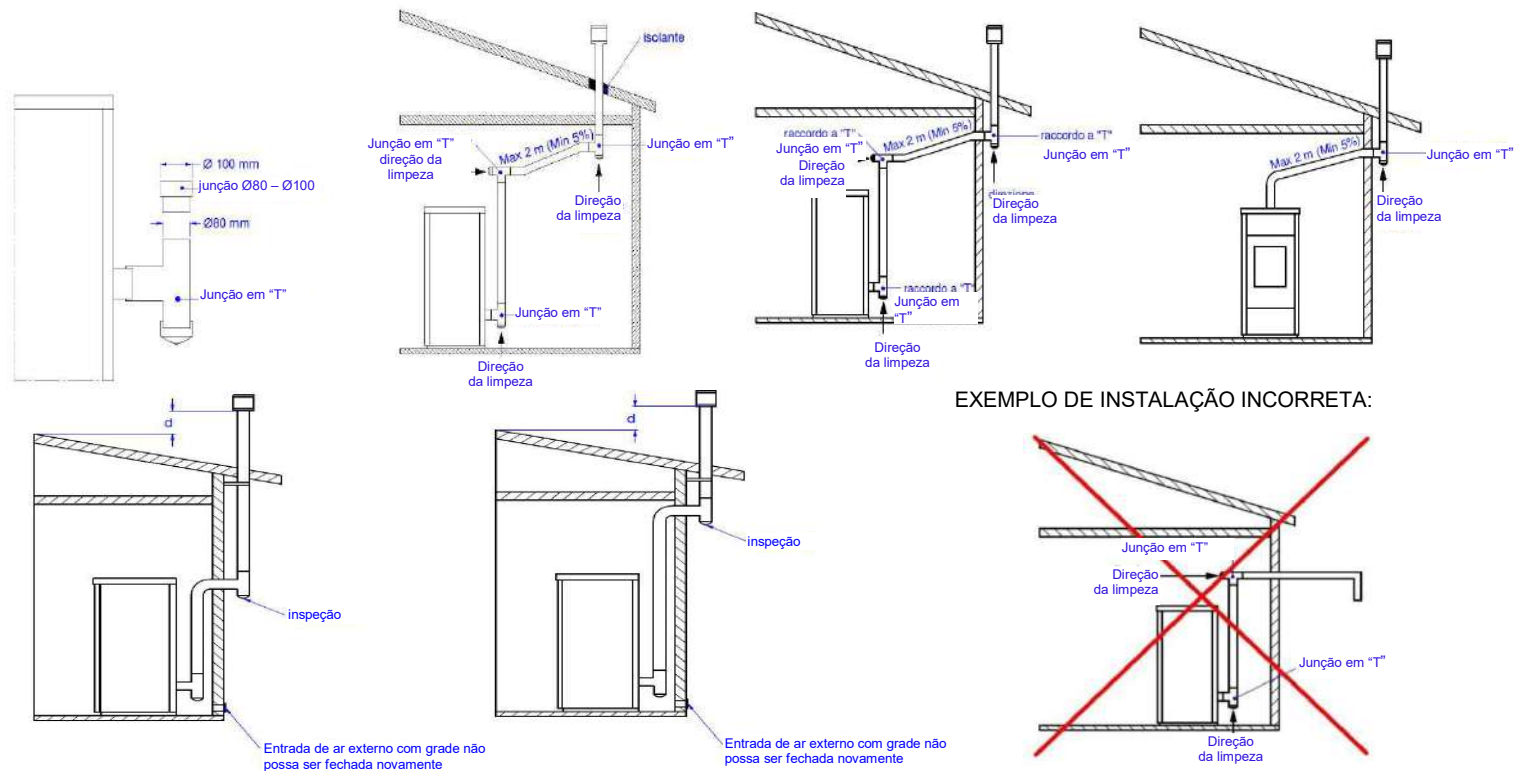 Ø 100 mm
junção Ø80 – Ø100
Ø80 mm
Junção em “T”
isolante
Junção em “T”
direção da
limpeza
Max 2 m (Min 5%)
Junção em “T”
Direção
da limpeza
Junção em “T”
Direção
da limpeza
raccordo a "T"
Junção em “T”
Direção
da limpeza
Max 2 m (Min 5%)
raccordo a "T"
Junção em “T”
direzione
Direção
da limpeza
raccordo a "T"
Junção em
“T”
Direção
da limpeza
Max 2 m (Min 5%)
Junção em “T”
Direção
da limpeza
d
inspeção
Entrada de ar externo com grade não
possa ser fechada novamente
d
inspeção
Entrada de ar externo com grade não
possa ser fechada novamente
EXEMPLO DE INSTALAÇÃO INCORRETA:
Junção em “T”
Direção
da limpeza
Junção em “T”
Direção
da limpeza